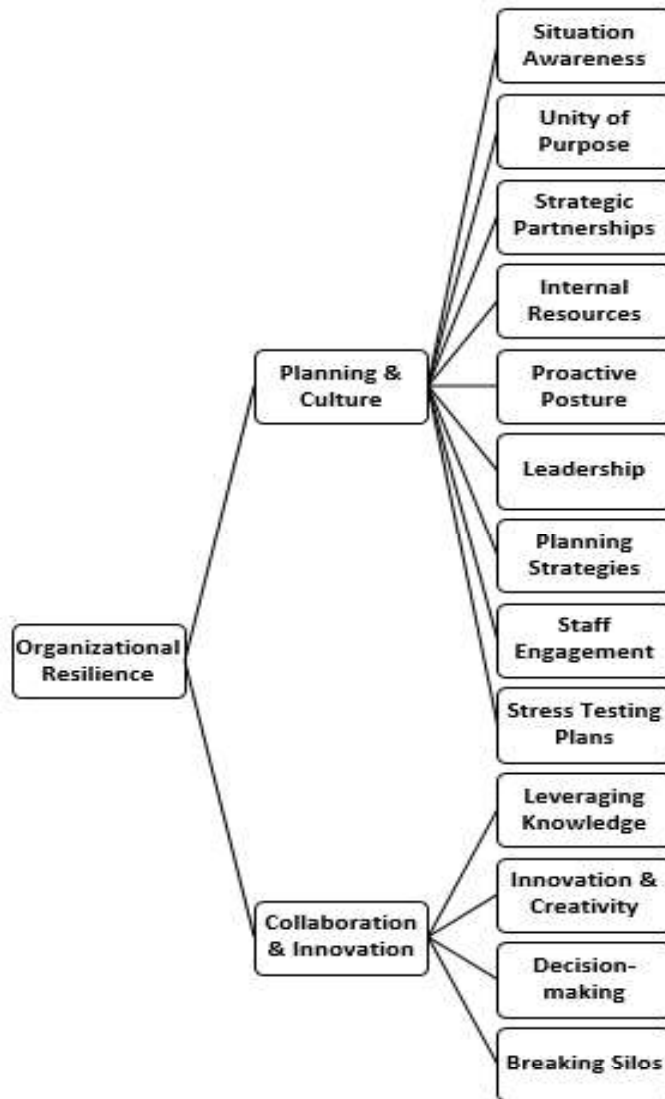 Situation
Awareness
Unity of
Purpose
Strategic
Partnerships
Internal
Resources
Planning &
Culture
Proactive
Posture
Leadership
Planning
Strategies
Organizational
Resilience
Staff
Engagement
Stress Testing
Plans
Leveraging
Knowledge
Innovation &
Creativity
Collaboration
& Innovation
Decision-
making
Breaking Silos